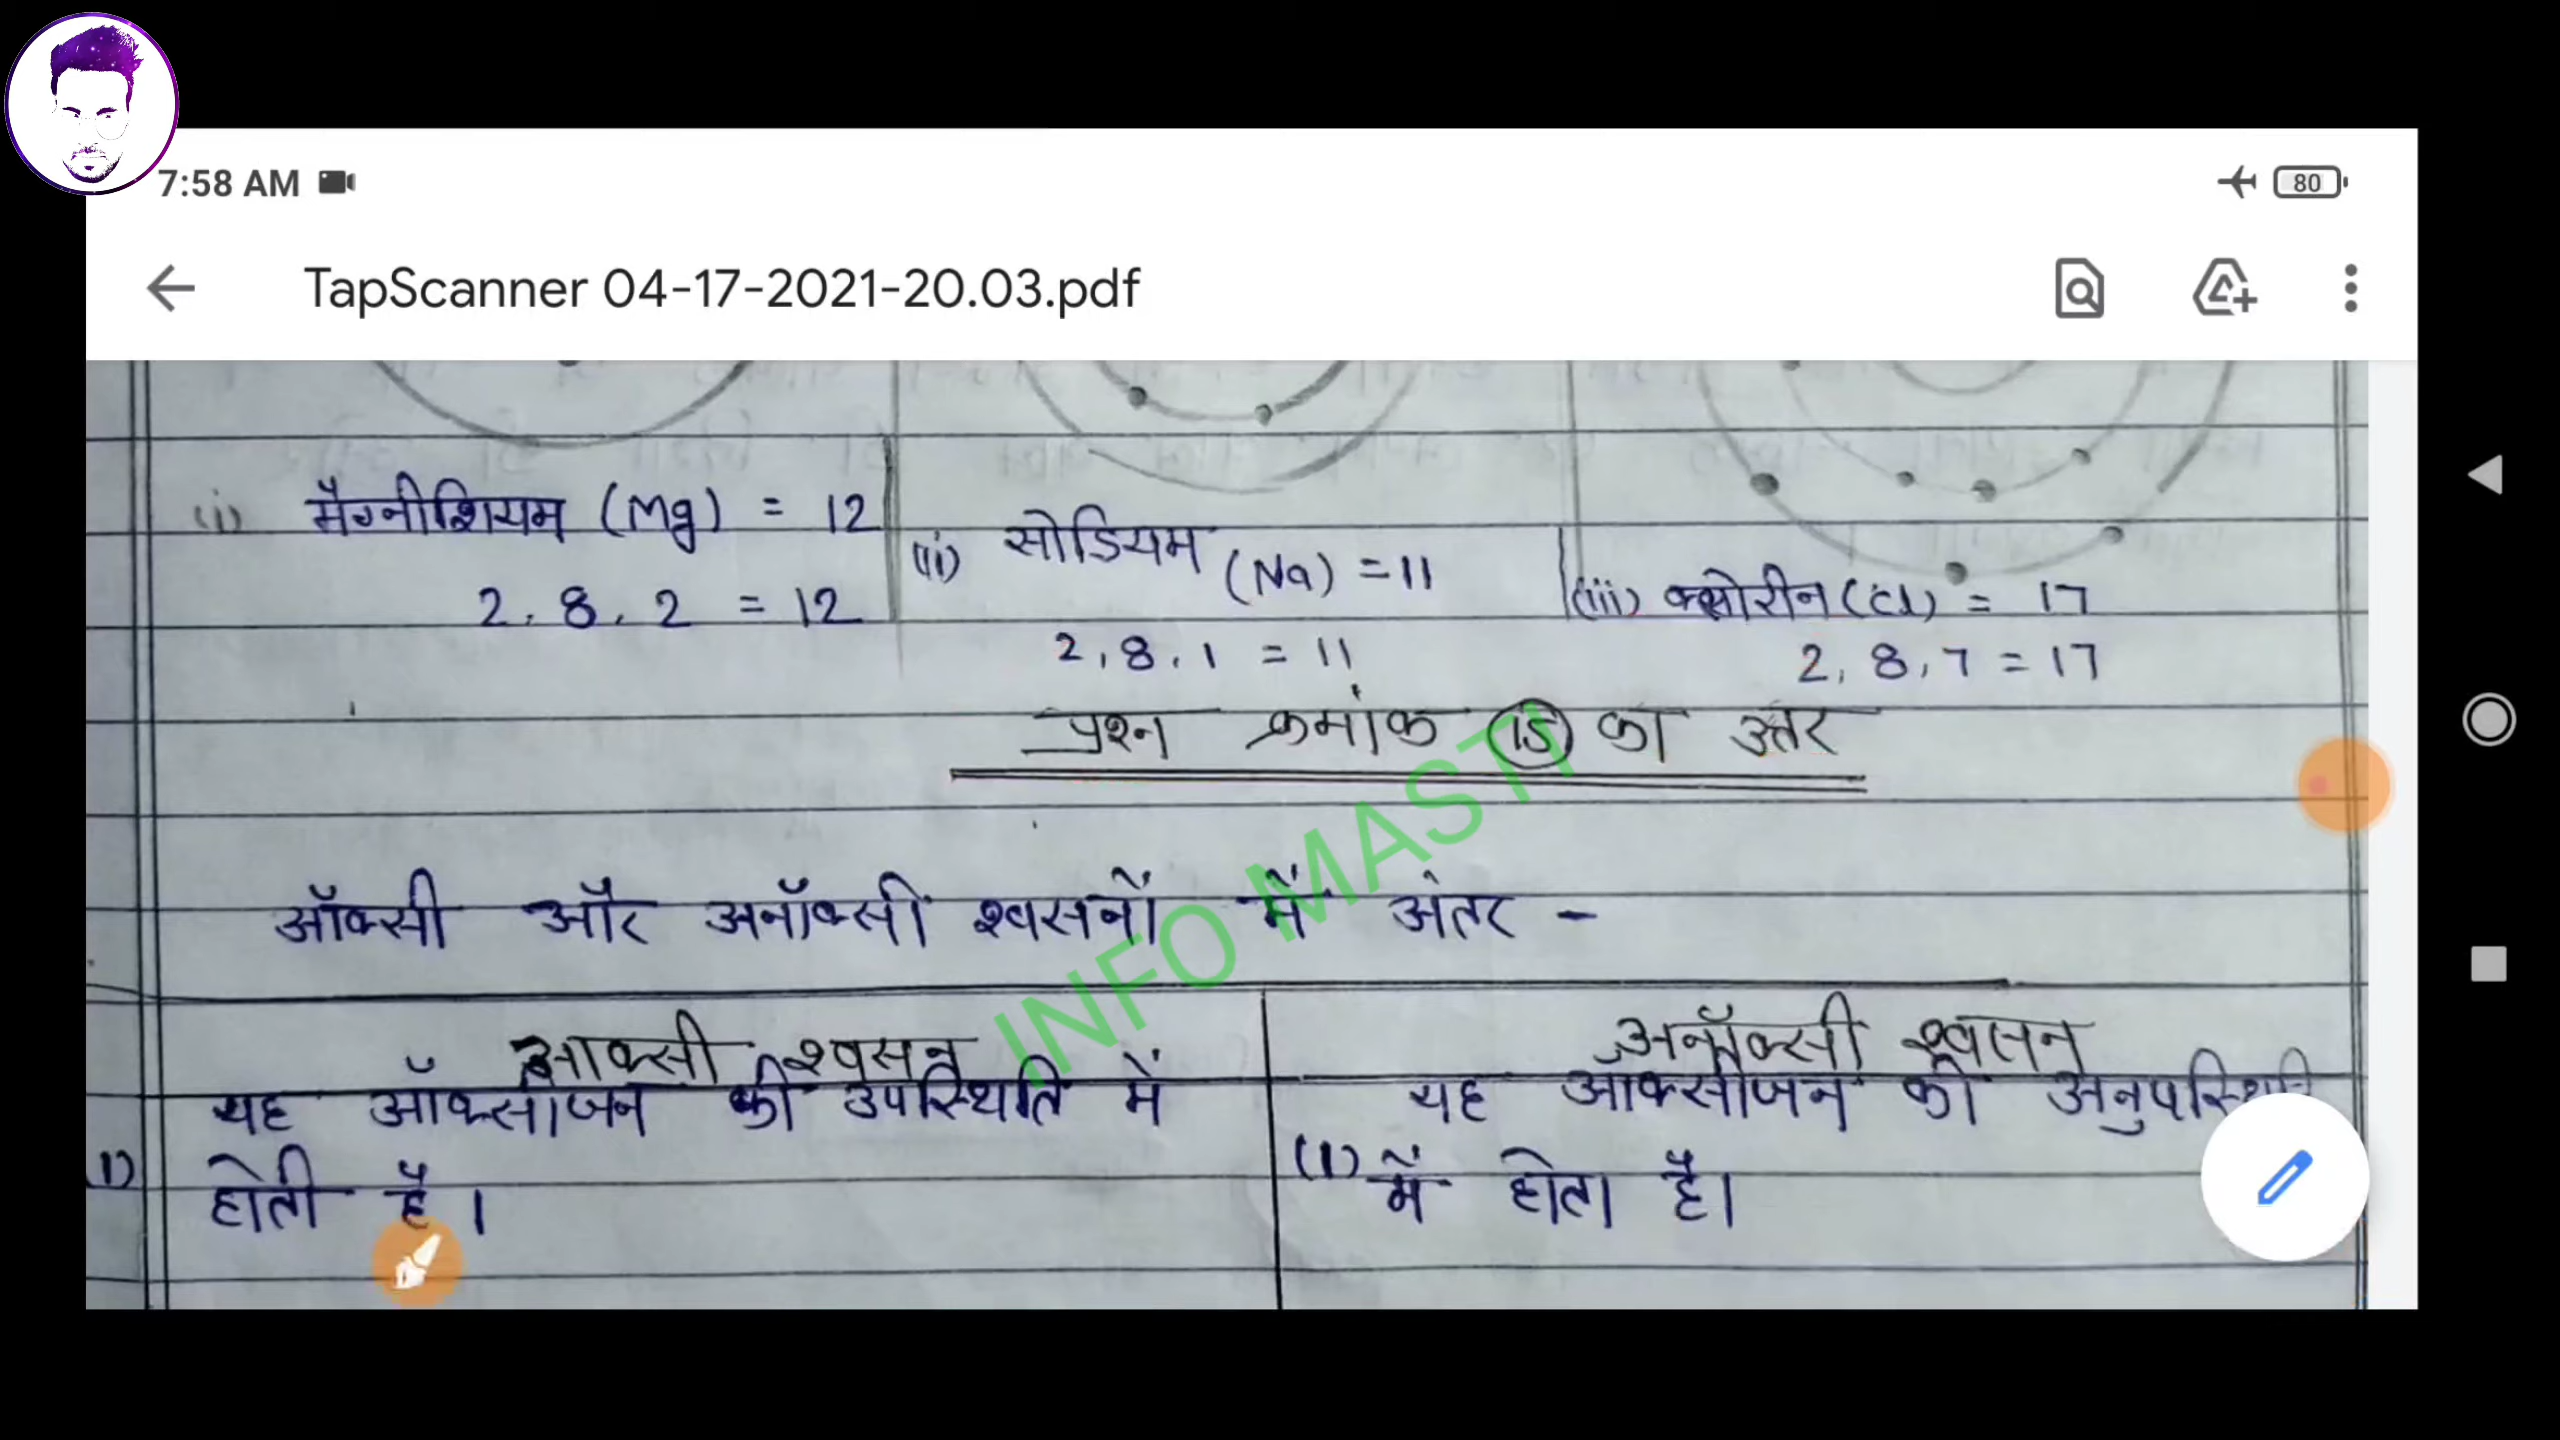 7:58 AM
80
TapScanner 04-17-2021-20.03.pdf
(i) मैग्नीशियम (Mg) = 12
2, 8, 2 = 12
(ii) सोडियम (Na) = 11
2, 8, 1 = 11
(iii) क्लोरीन (Cl) = 17
2, 8, 7 = 17
प्रश्न क्रमांक 15 का उत्तर
ऑक्सी और अनॉक्सी श्वसनों में अंतर -
आक्सी श्वसन
(1) यह ऑक्सीजन की उपस्थिति में
होती है।
अनॉक्सी श्वसन
यह ऑक्सीजन की
(1) में होता है।
INFO MASTI